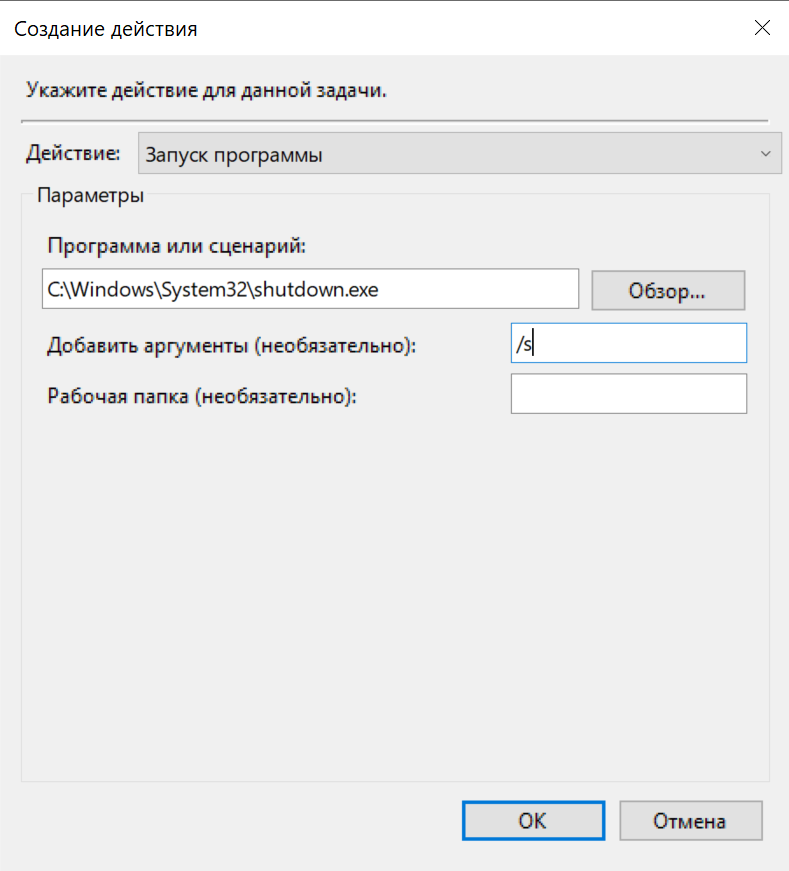 Создание действия
Укажите действие для данной задачи.
Действие: Запуск программы
Параметры
Программа или сценарий:
C:\Windows\System32\shutdown.exe Обзор...
Добавить аргументы (необязательно): /s
Рабочая папка (необязательно):
ОК Отмена